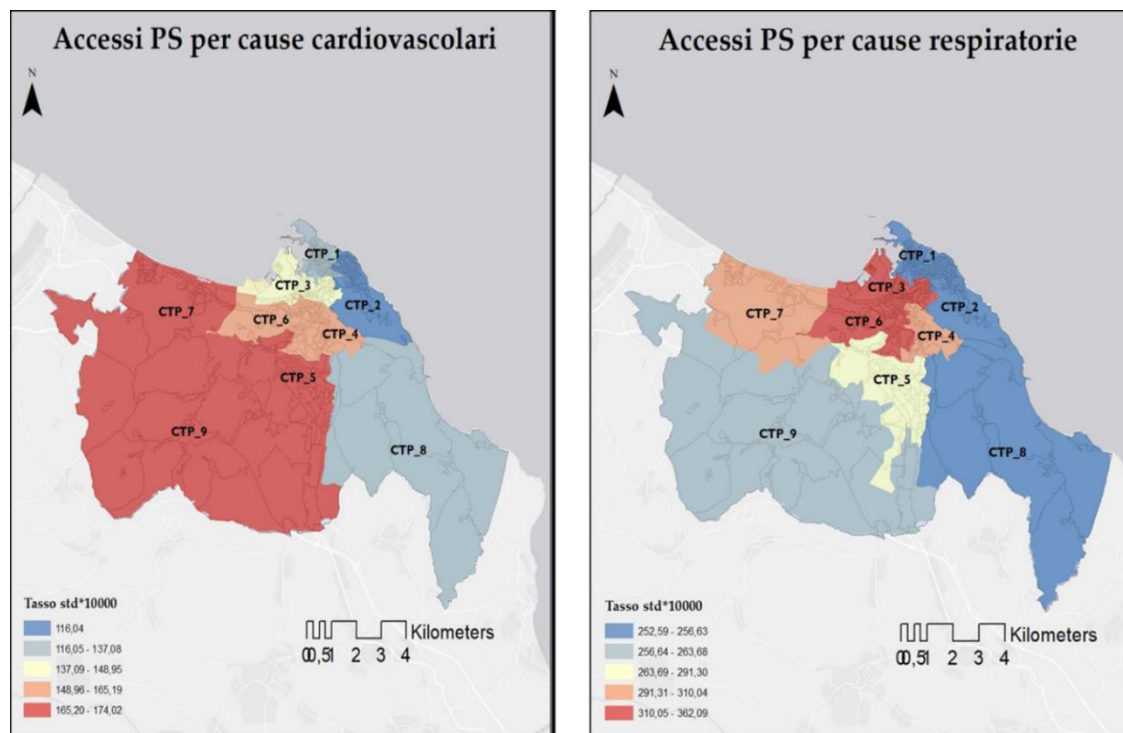 Accessi PS per cause cardiovascolari
N
CTP_1
CTP_3
CTP_2
CTP_7
CTP_6
CTP_4
CTP_5
CTP_9
CTP_8
Tasso std*10000
116,04
116,05 - 137,08
137,09 - 148,95
148,96 - 165,19
165,20 - 174,02
Kilometers
0 0,5 1 2 3 4
Accessi PS per cause respiratorie
N
CTP_1
CTP_3
CTP_2
CTP_7
CTP_6
CTP_4
CTP_5
CTP_9
CTP_8
Tasso std*10000
252,59 - 256,63
256,64 - 263,68
263,69 - 291,30
291,31 - 310,04
310,05 - 362,09
Kilometers
0 0,5 1 2 3 4